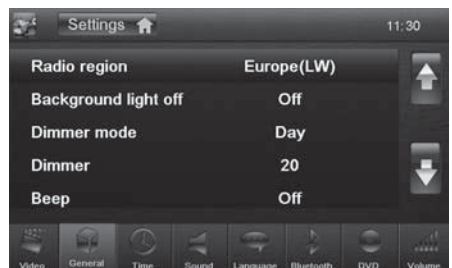 Settings 11:30
Radio region Europe(LW)
Background light off Off
Dimmer mode Day
Dimmer 20
Beep Off
Video General Time Sound Language Bluetooth DVD Volume